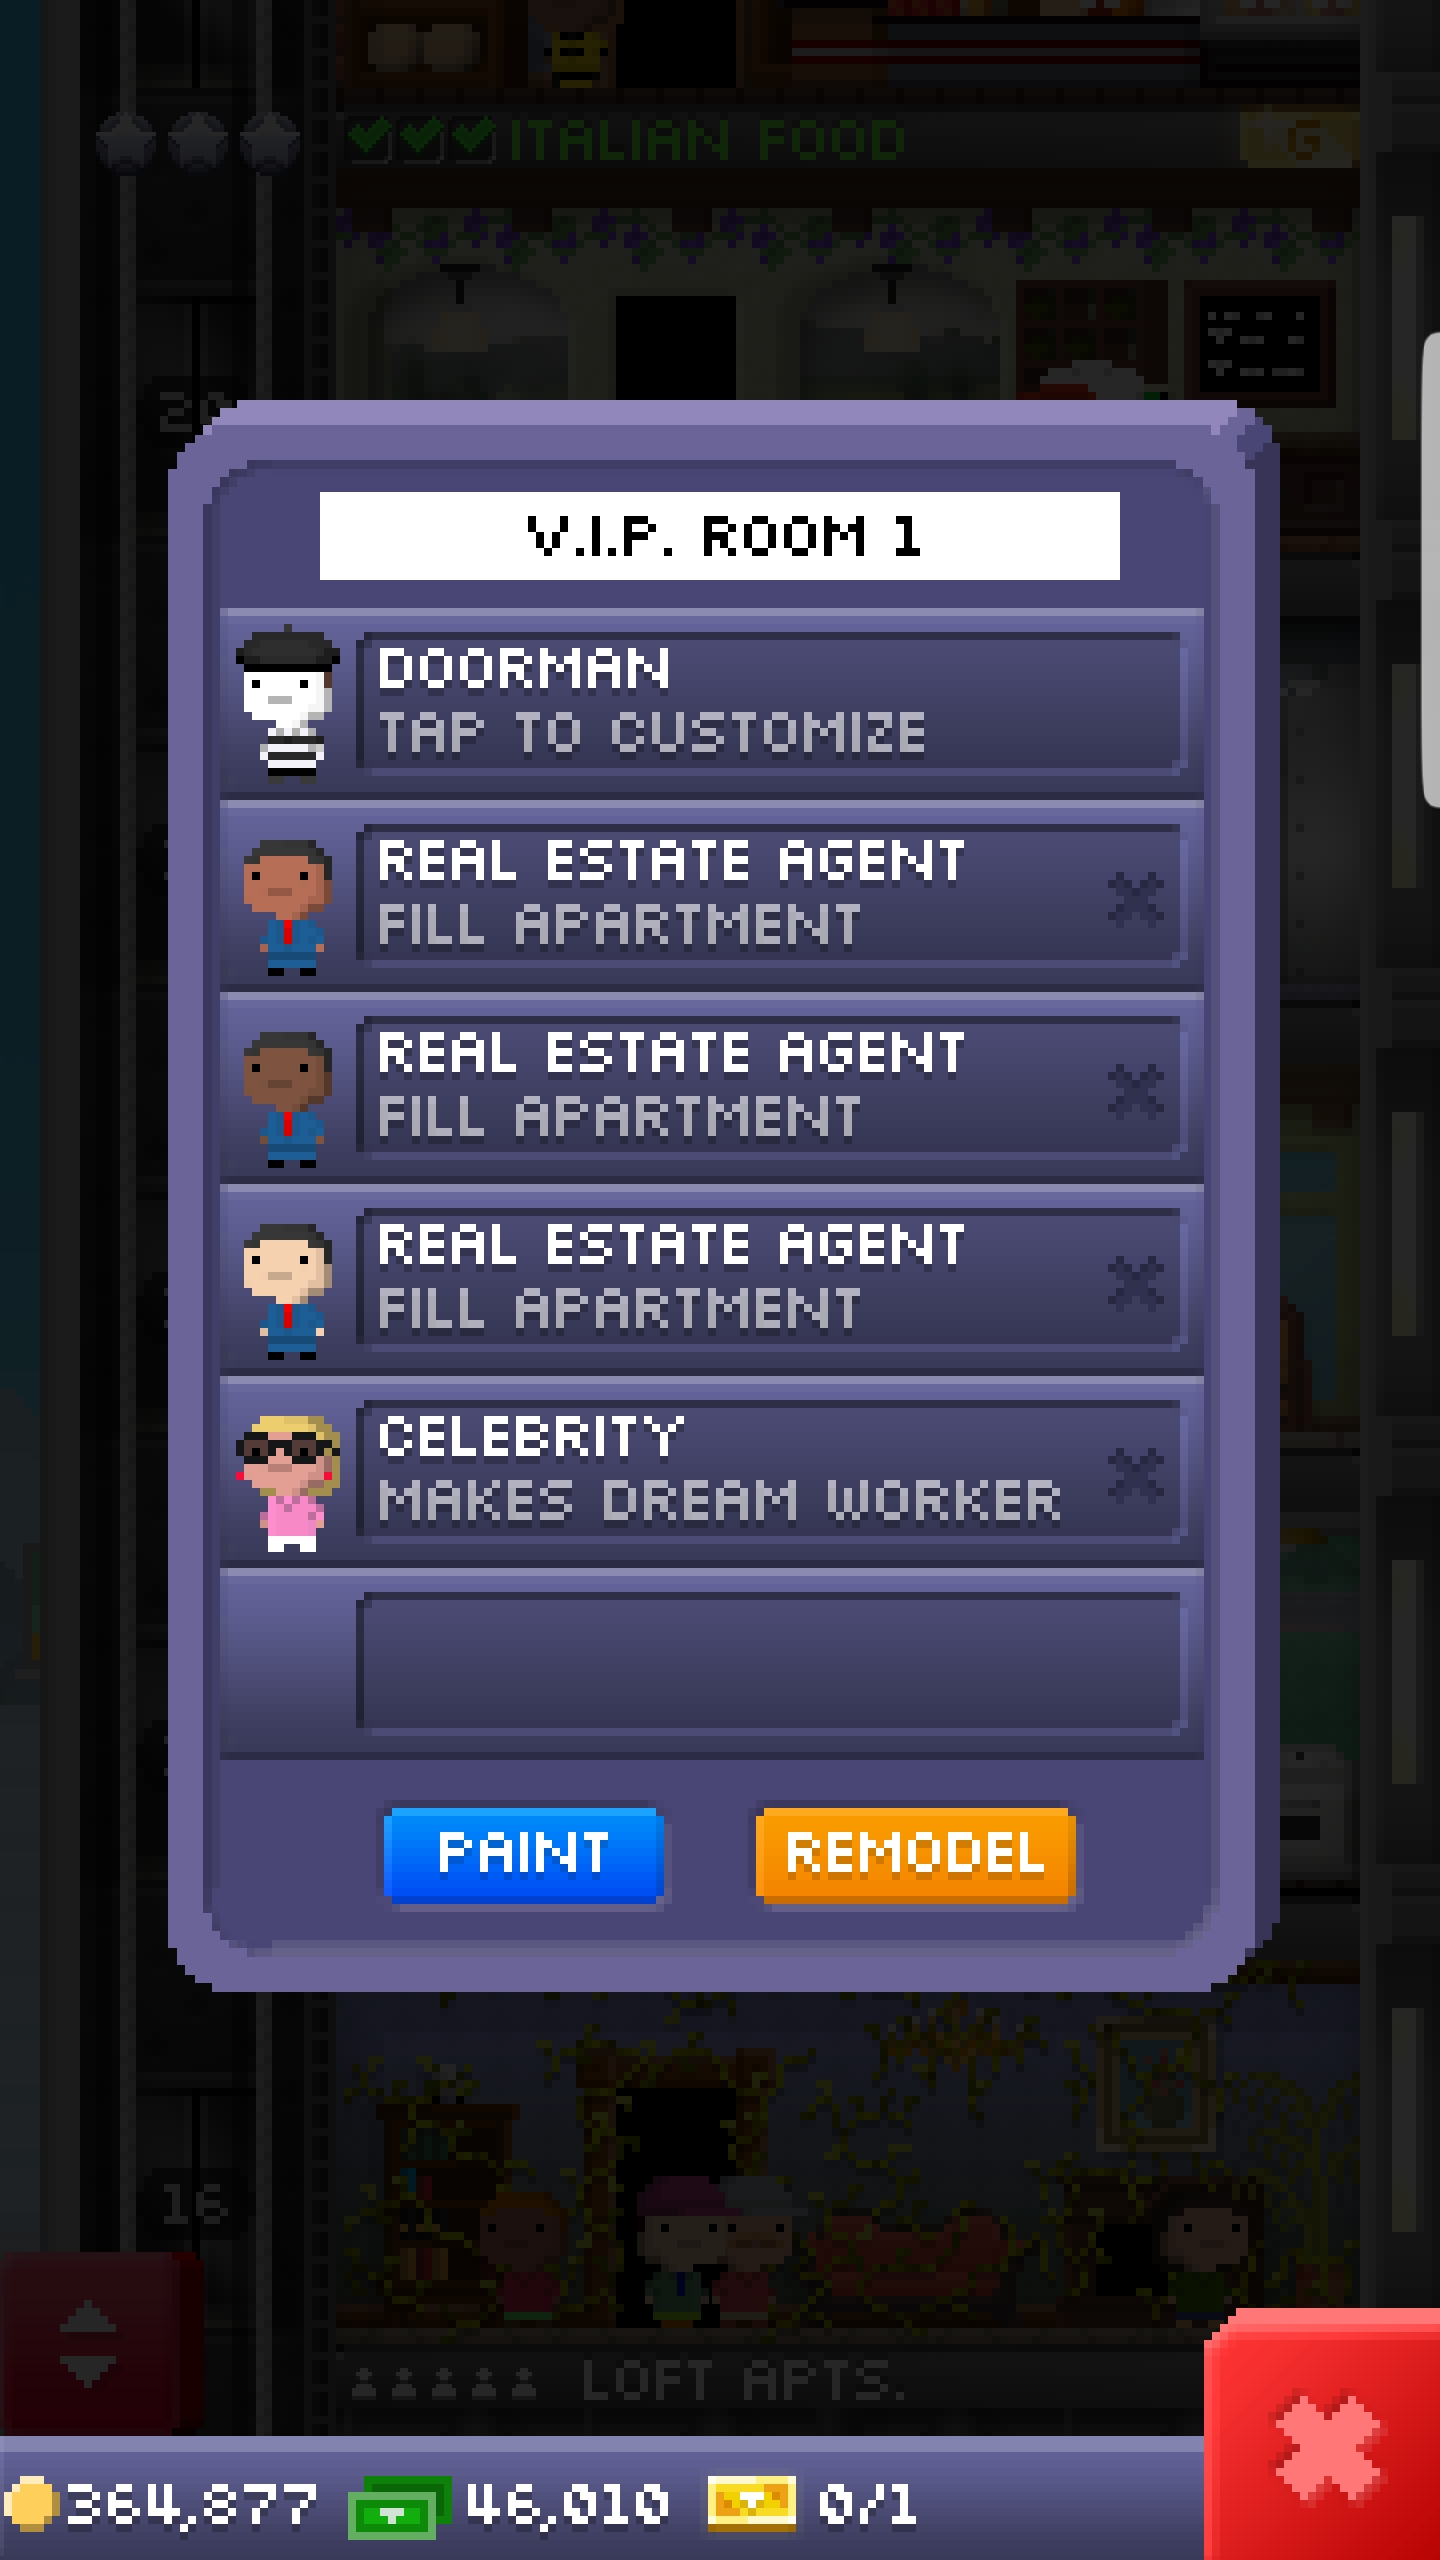 ITALIAN FOOD
G
V.I.P. ROOM 1
DOORMAN
TAP TO CUSTOMIZE
REAL ESTATE AGENT
FILL APARTMENT
REAL ESTATE AGENT
FILL APARTMENT
REAL ESTATE AGENT
FILL APARTMENT
CELEBRITY
MAKES DREAM WORKER
PAINT
REMODEL
16
LOFT APTS.
364,877
46,010
0/1